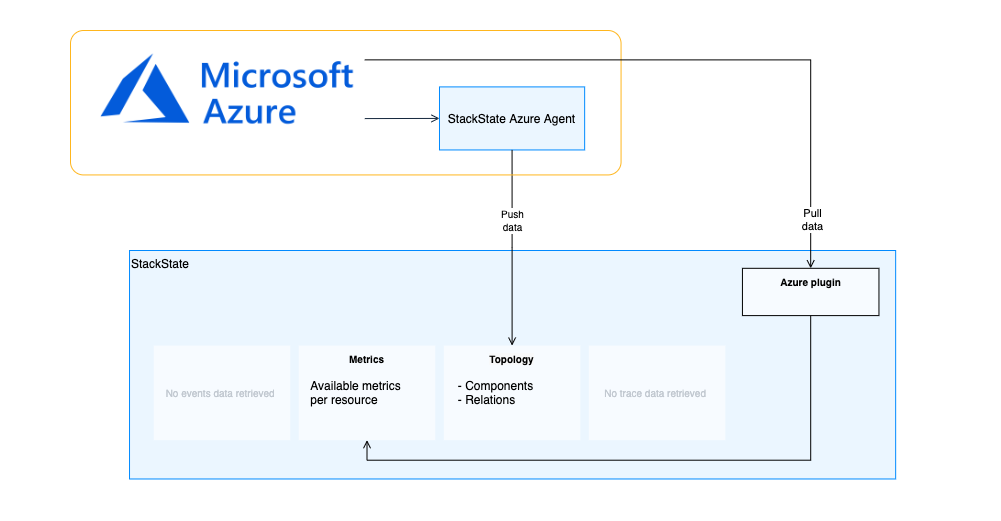 Microsoft
Azure
StackState Azure Agent
Push
data
Pull
data
StackState
Azure plugin
No events data retrieved
Metrics
Available metrics
per resource
Topology
- Components
- Relations
No trace data retrieved